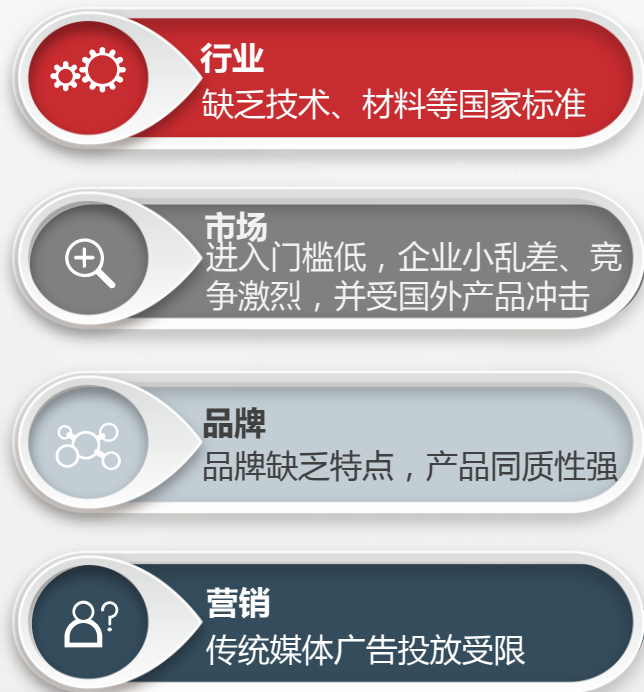 行业
缺乏技术、材料等国家标准
市场
进入门槛低，企业小乱差、竞
争激烈，并受国外产品冲击
品牌
品牌缺乏特点，产品同质性强
?
营销
传统媒体广告投放受限